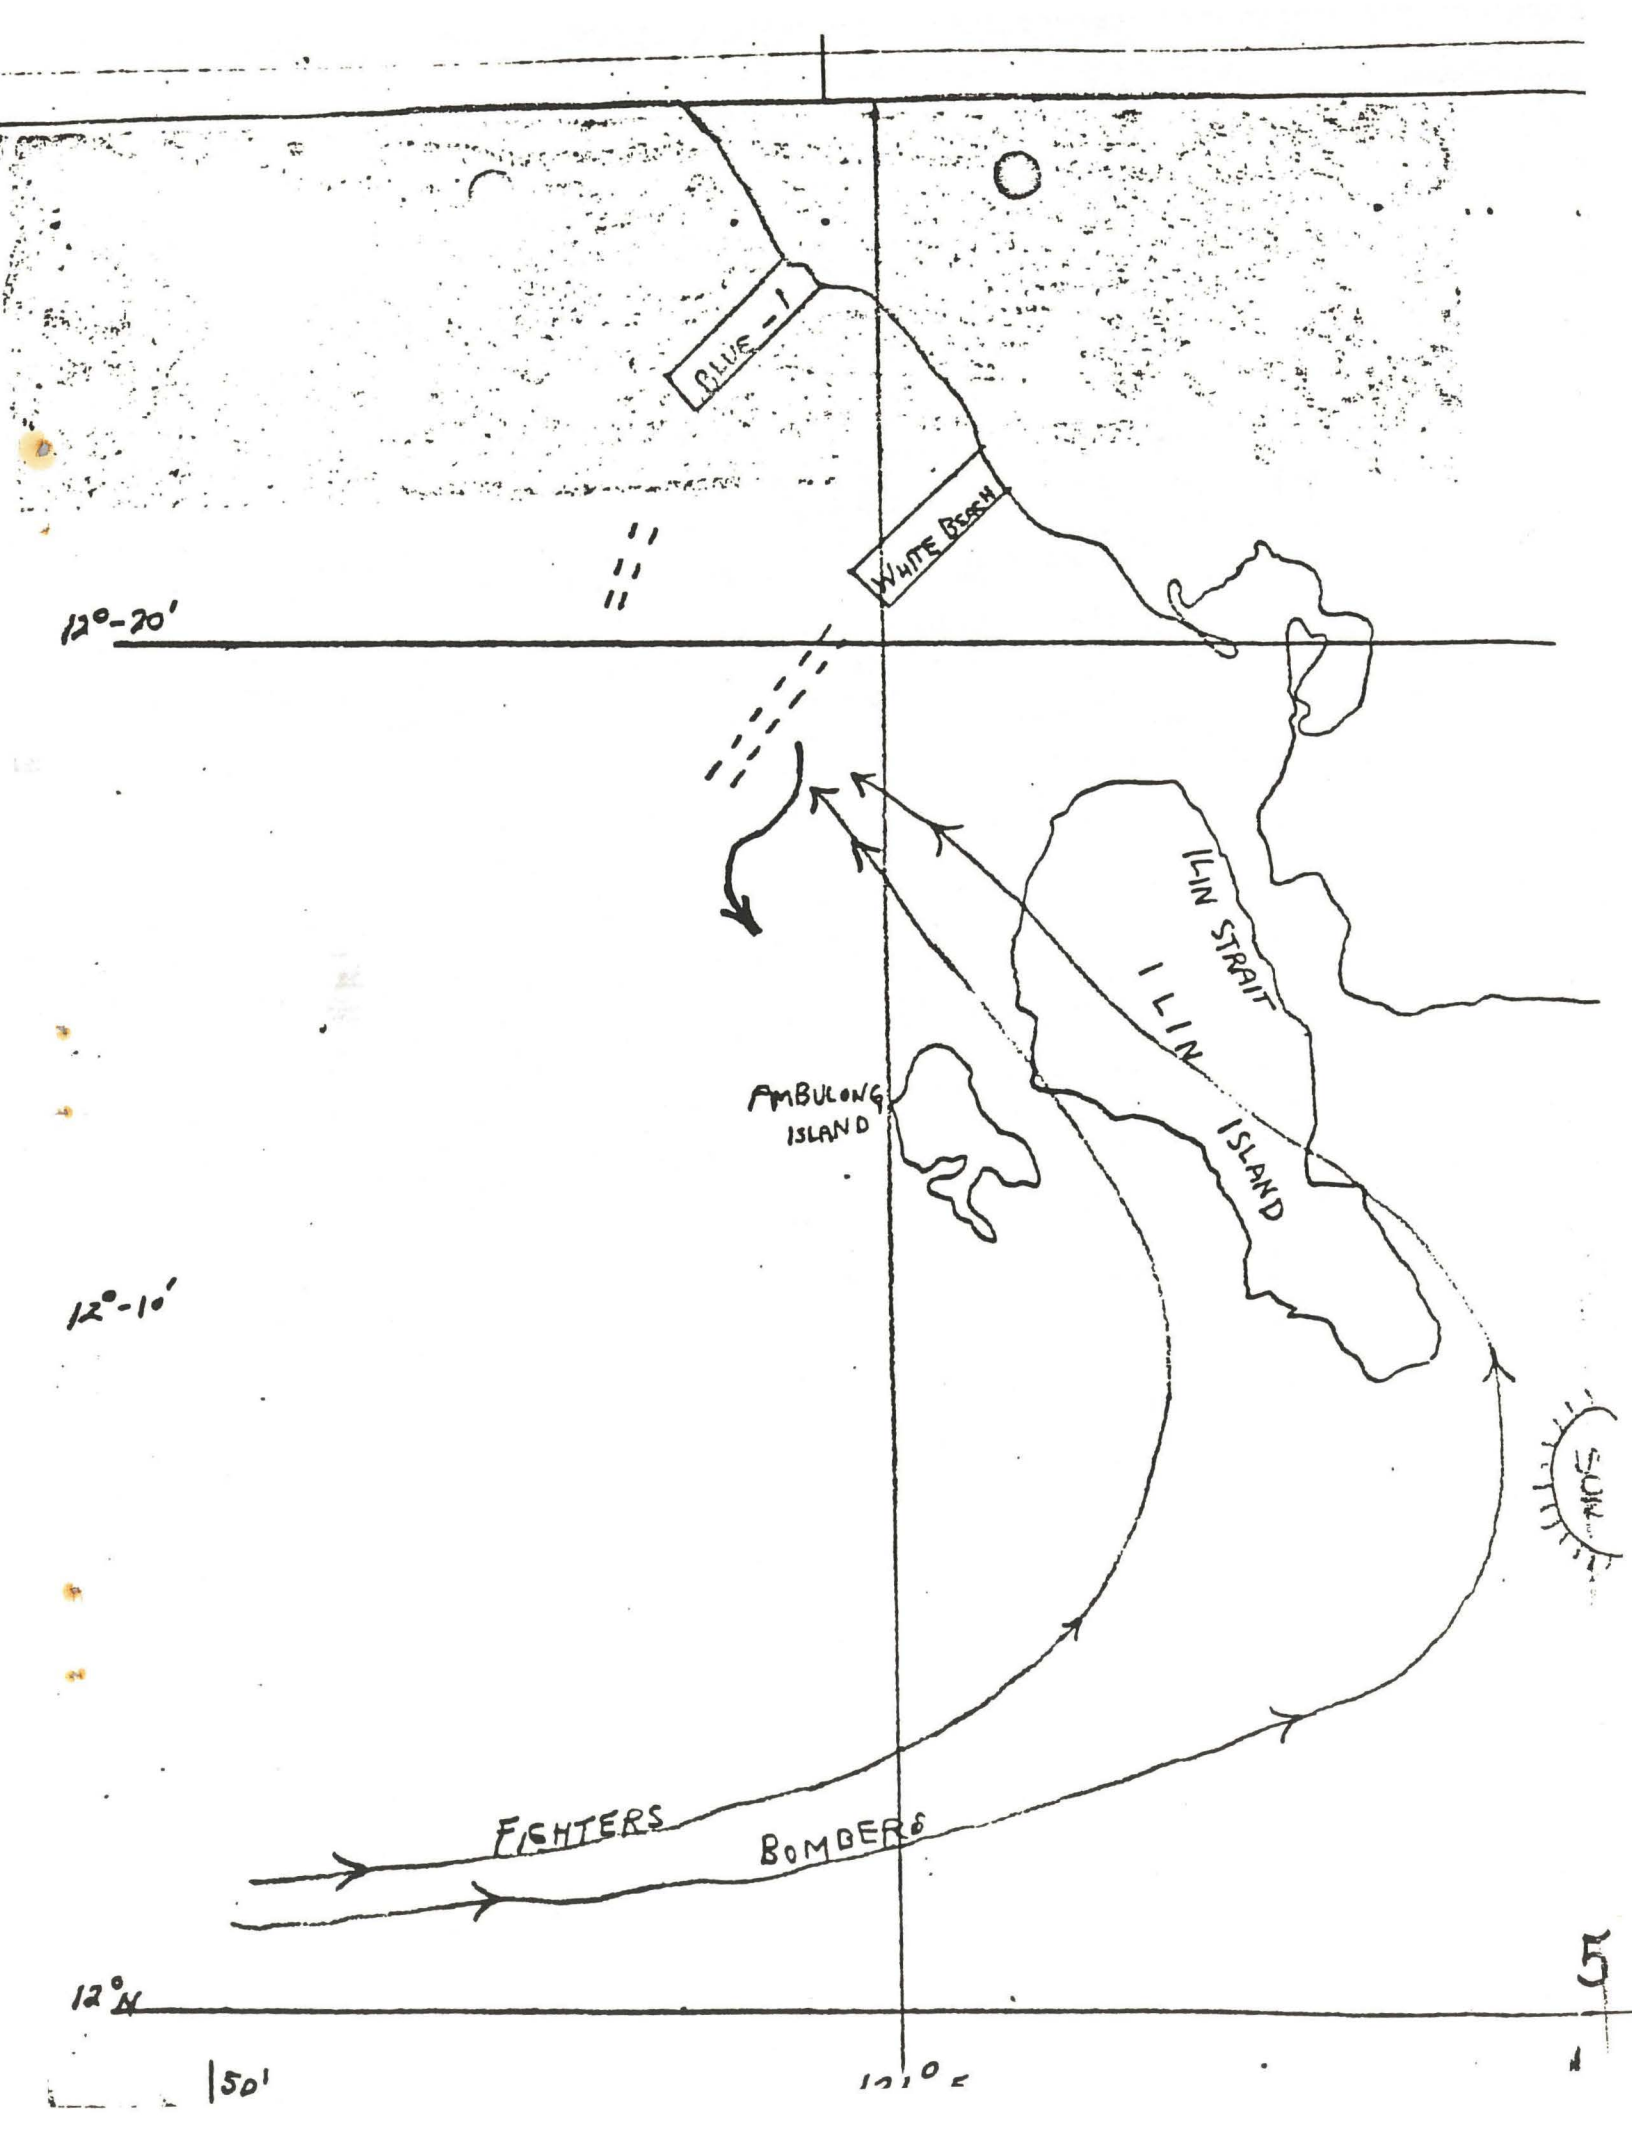 BLUE-1
WHITE BEACH
12°-20'
ILIN STRAIT
ILIN
ISLAND
AMBULONG
ISLAND
12°-10'
SUN
FIGHTERS
BOMBERS
5
12°N
50'